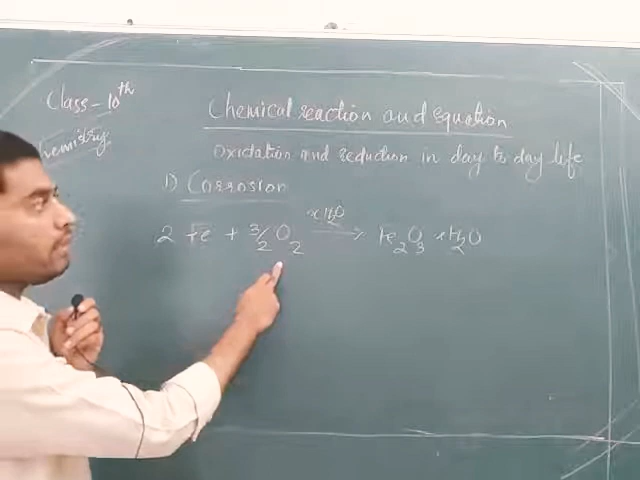 Class - 10th
Chemical reaction and equation
Chemistry
Oxidation and reduction in day to day life
1) Corrosion
2 Fe + 3/2 O2 xH2O → Fe2O3 xH2O